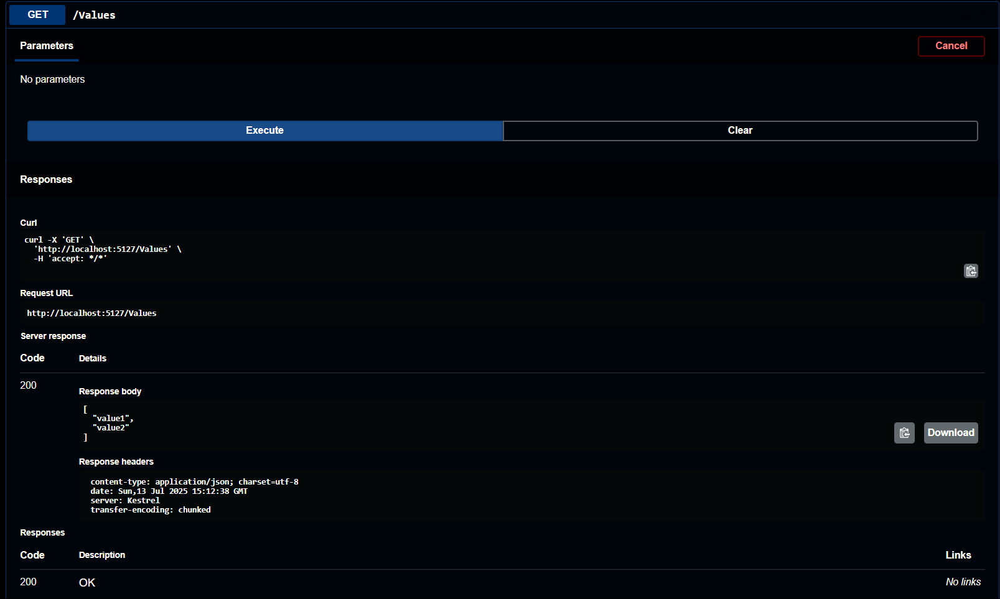 GET /Values
Parameters Cancel
No parameters
Execute Clear
Responses
Curl
curl -X 'GET' \
  'http://localhost:5127/Values' \
  -H 'accept: */*'
Request URL
http://localhost:5127/Values
Server response
Code Details
200
Response body
[
  "value1",
  "value2"
]
Download
Response headers
content-type: application/json; charset=utf-8
date: Sun,13 Jul 2025 15:12:38 GMT
server: Kestrel
transfer-encoding: chunked
Responses
Code Description Links
200 OK No links